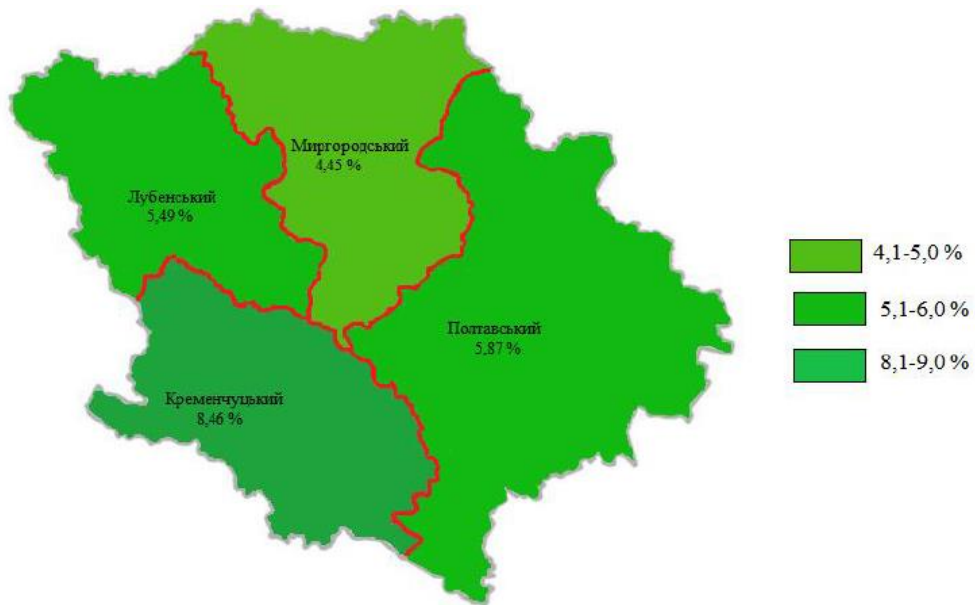 Миргородський
4,45 %
Лубенський
5,49 %
Полтавський
5,87 %
Кременчуцький
8,46 %
4,1-5,0 %
5,1-6,0 %
8,1-9,0 %